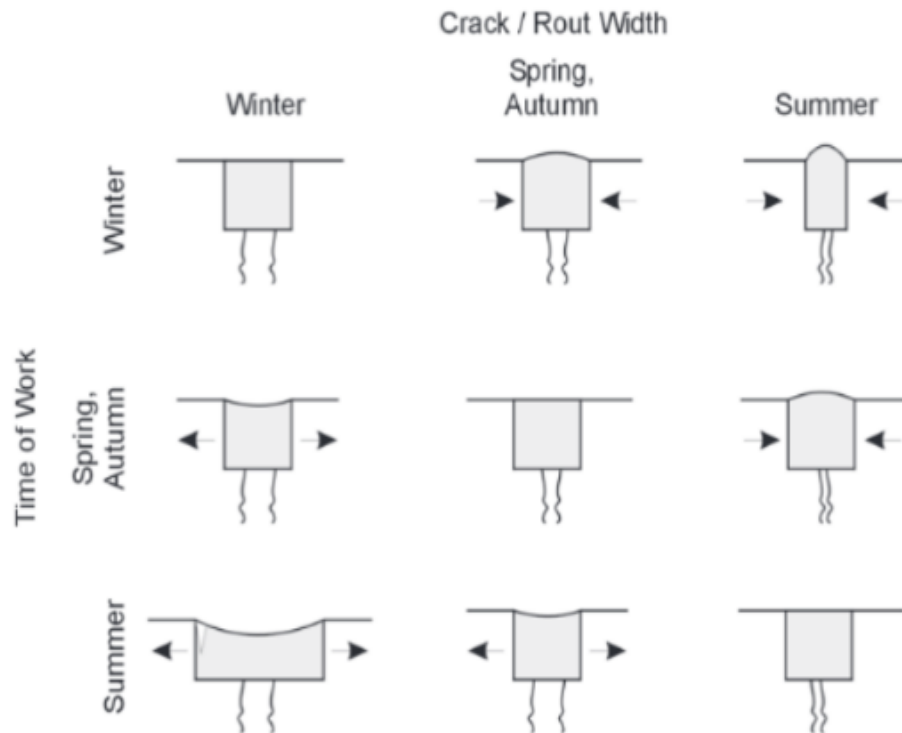 Crack / Rout Width
Winter
Spring,
Autumn
Summer
Time of Work
Winter
Spring,
Autumn
Summer